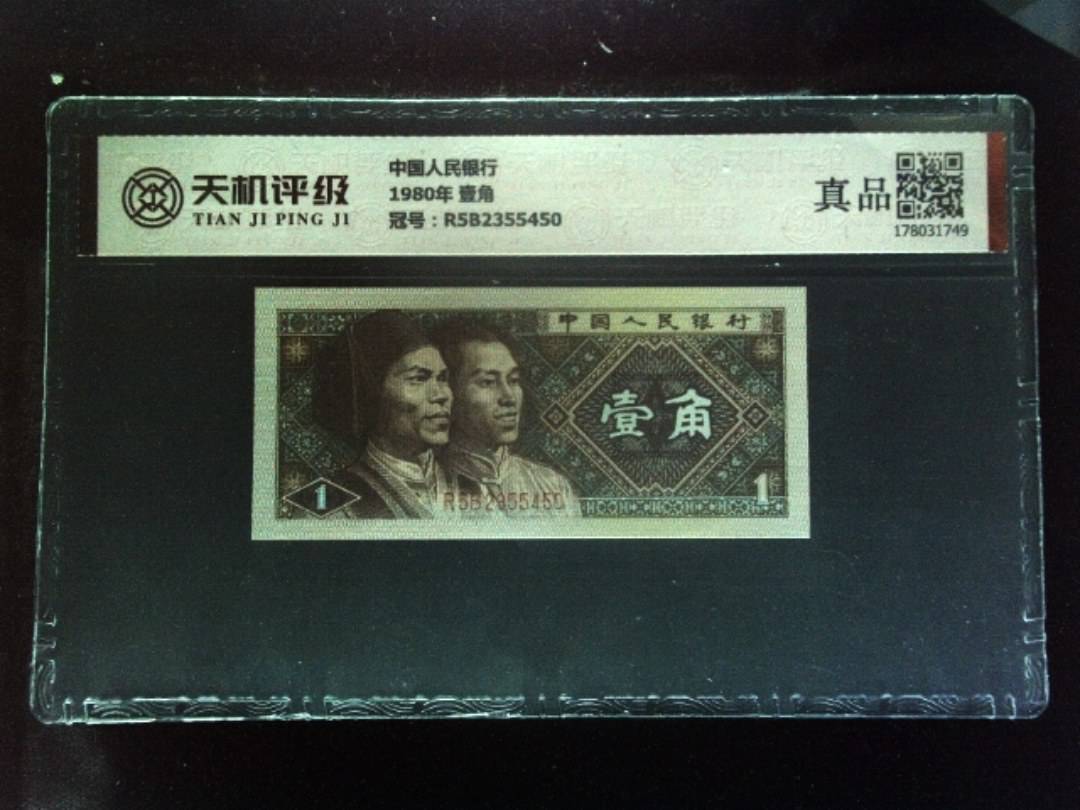 天机评级
TIAN JI PING JI
中国人民银行
1980年 壹角
冠号：R5B2355450
真品
178031749
中国人民银行
壹角
1
R5B2355450
1